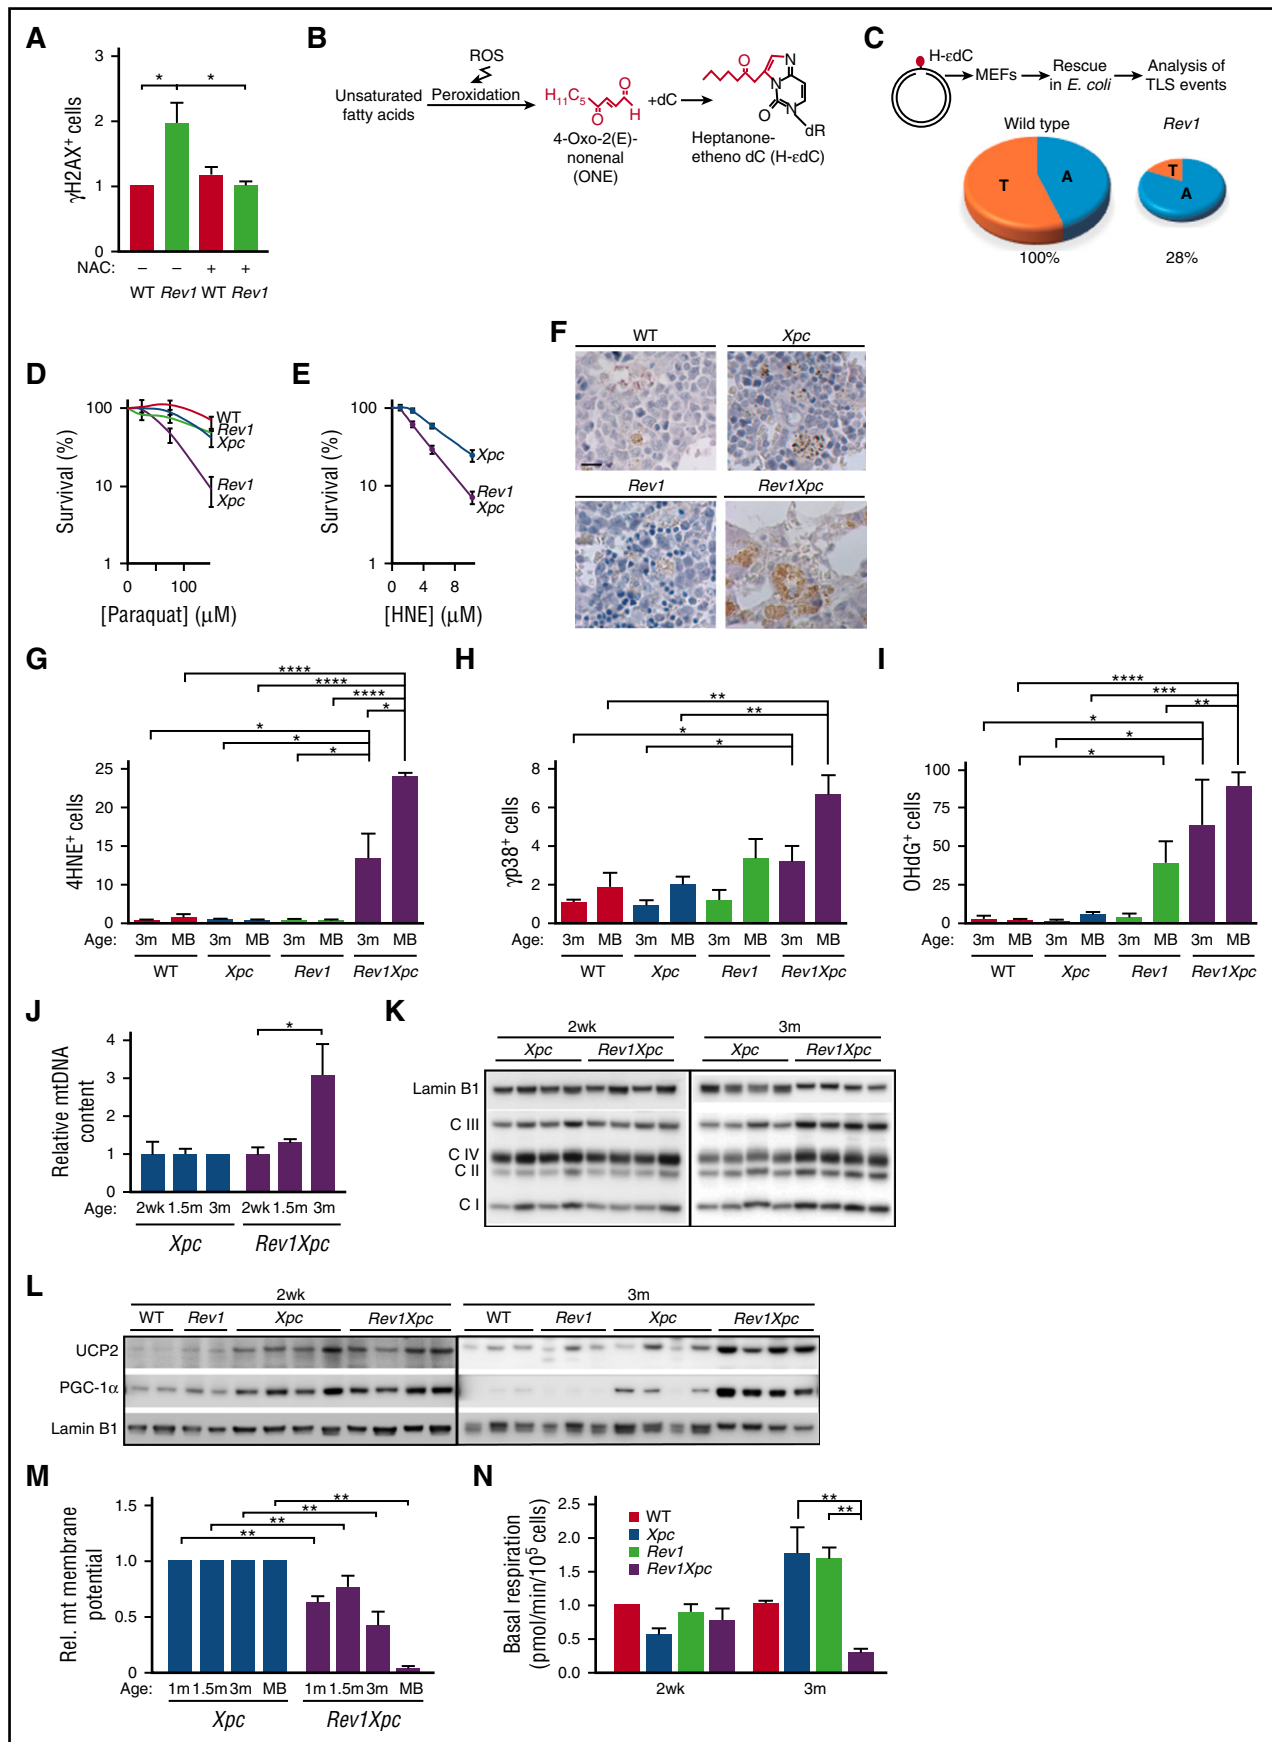 A
γH2AX⁺ cells
3
2
1
0
* *
NAC: – – + +
WT Rev1 WT Rev1
B
ROS
Unsaturated
fatty acids
Peroxidation
H₁₁C₅
O
O
H
4-Oxo-2(E)-
nonenal
(ONE)
+dC
O
N
N
N
O
dR
Heptanone-
etheno dC (H-εdC)
C
H-εdC
MEFs
Rescue
in E. coli
Analysis of
TLS events
Wild type
Rev1
T A
T
A
100%
28%
D
Survival (%)
100
10
1
0 100
[Paraquat] (μM)
WT
Rev1
Xpc
Rev1
Xpc
E
Survival (%)
100
10
1
0 4 8
[HNE] (μM)
Xpc
Rev1
Xpc
F
WT Xpc
Rev1 Rev1Xpc
G
4HNE⁺ cells
****
****
****
*
*
*
*
25
20
15
10
0
Age: 3m MB 3m MB 3m MB 3m MB
WT Xpc Rev1 Rev1Xpc
H
γp38⁺ cells
**
**
*
*
8
6
4
2
0
Age: 3m MB 3m MB 3m MB 3m MB
WT Xpc Rev1 Rev1Xpc
I
OHdG⁺ cells
****
***
**
*
*
*
100
75
50
25
0
Age: 3m MB 3m MB 3m MB 3m MB
WT Xpc Rev1 Rev1Xpc
J
Relative mtDNA
content
*
4
3
2
1
0
Age: 2wk 1.5m 3m 2wk 1.5m 3m
Xpc Rev1Xpc
K
2wk 3m
Xpc Rev1Xpc Xpc Rev1Xpc
Lamin B1
C III
C IV
C II
C I
L
2wk 3m
WT Rev1 Xpc Rev1Xpc WT Rev1 Xpc Rev1Xpc
UCP2
PGC-1α
Lamin B1
M
Rel. mt membrane
potential
**
**
**
**
1.5
1.0
0.5
0
Age: 1m 1.5m 3m MB 1m 1.5m 3m MB
Xpc Rev1Xpc
N
Basal respiration
(pmol/min/10⁵ cells)
2.5
2.0
1.5
1.0
0.5
0.0
WT
Xpc
Rev1
Rev1Xpc
**
**
2wk 3m